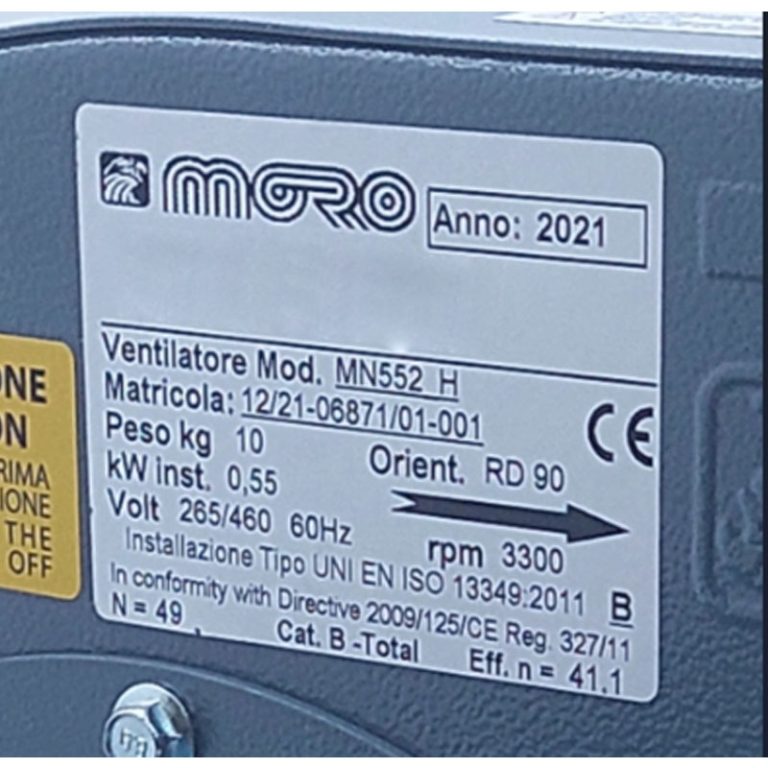 MORO
Anno: 2021
Ventilatore Mod. MN552 H
Matricola: 12/21-06871/01-001
Peso kg 10
Orient. RD 90
CE
kW inst. 0,55
Volt 265/460 60Hz
rpm 3300
Installazione Tipo UNI EN ISO 13349:2011 B
In conformity with Directive 2009/125/CE Reg. 327/11
N = 49
Cat. B -Total
Eff. n = 41.1
ONE
ON
RIMA
IONE
THE
OFF